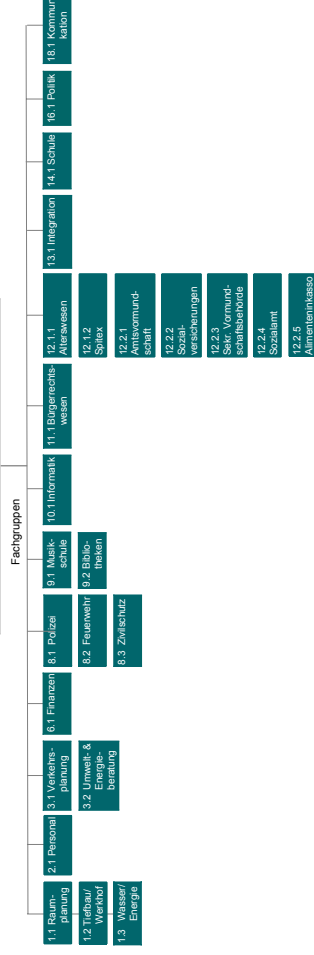 Fachgruppen
1.1 Raum-
planung
1.2 Tiefbau/
Werkhof
1.3 Wasser/
Energie
2.1 Personal
3.1 Verkehrs-
planung
3.2 Umwelt- &
Energie-
beratung
6.1 Finanzen
8.1 Polizei
8.2 Feuerwehr
8.3 Zivilschutz
9.1 Musik-
schule
9.2 Biblio-
theken
10.1 Informatik
11.1 Bürgerrechts-
wesen
12.1.1
Alterswesen
12.1.2
Spitex
12.2.1
Amtsvormund-
schaft
12.2.2
Sozial-
versicherungen
12.2.3
Sekr. Vormund-
schaftsbehörde
12.2.4
Sozialamt
12.2.5
Alimenteninkasso
13.1 Integration
14.1 Schule
16.1 Politik
18.1 Kommun
kation